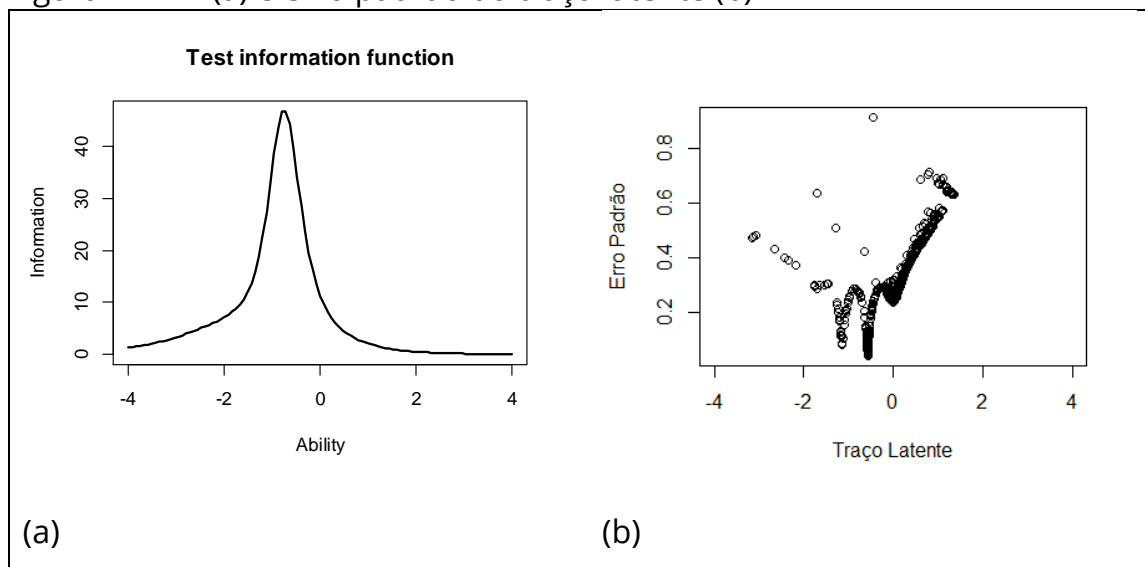 Test information function
Information
40
30
20
10
0
-4 -2 0 2 4
Ability
(a)
Erro Padrão
0.8
0.6
0.4
0.2
-4 -2 0 2 4
Traço Latente
(b)